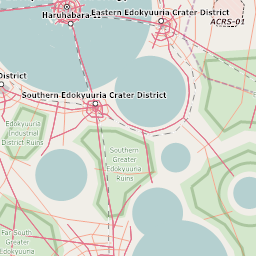 Eastern Edokyuuria Crater District
Haruhabara
ACRS-01
District
Southern Edokyuuria Crater District
Edokyuuria
Industrial
District Ruins
Southern
Greater
Edokyuuria
Ruins
Far South
Greater
Edokyuuria
Ruins